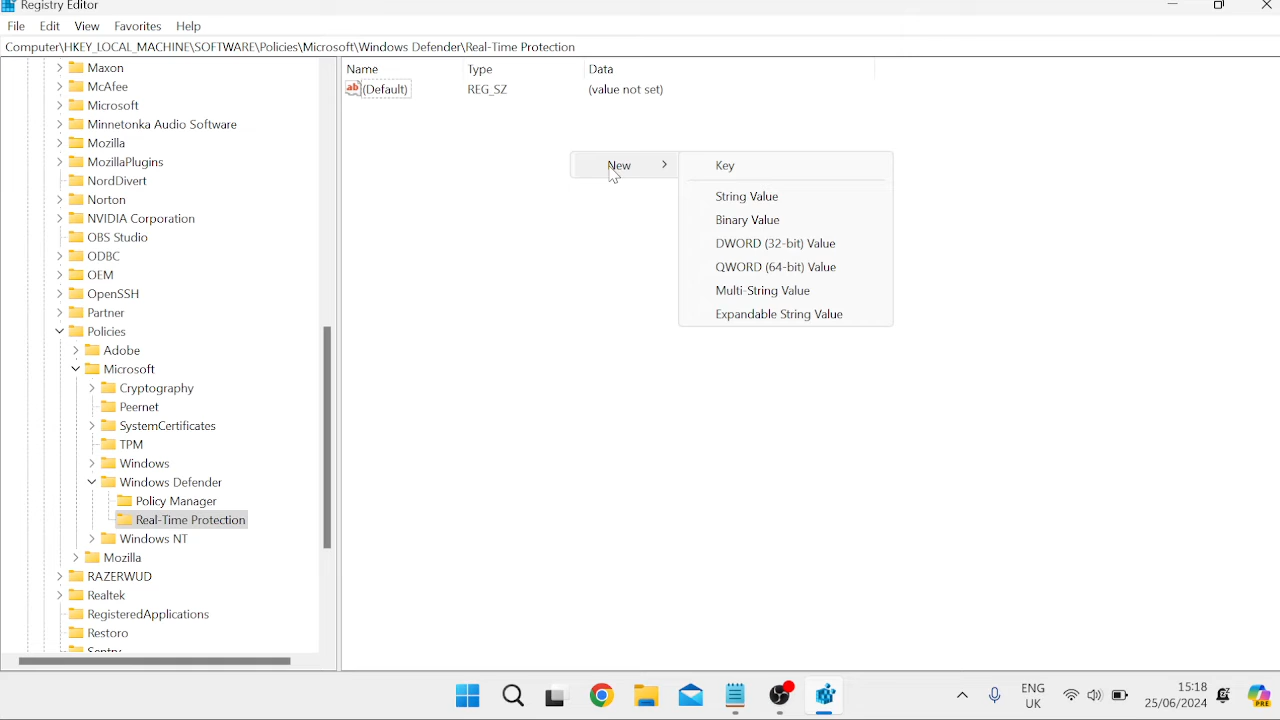 Registry Editor
File Edit View Favorites Help
Computer\HKEY_LOCAL_MACHINE\SOFTWARE\Policies\Microsoft\Windows Defender\Real-Time Protection
Maxon
McAfee
Microsoft
Minnetonka Audio Software
Mozilla
MozillaPlugins
NordDivert
Norton
NVIDIA Corporation
OBS Studio
ODBC
OEM
OpenSSH
Partner
Policies
Adobe
Microsoft
Cryptography
Peernet
SystemCertificates
TPM
Windows
Windows Defender
Policy Manager
Real-Time Protection
Windows NT
Mozilla
RAZERWUD
Realtek
RegisteredApplications
Restoro
Sentry
Name Type Data
ab (Default) REG_SZ (value not set)
New
Key
String Value
Binary Value
DWORD (32-bit) Value
QWORD (64-bit) Value
Multi-String Value
Expandable String Value
ENG
UK
15:18
25/06/2024
PRE